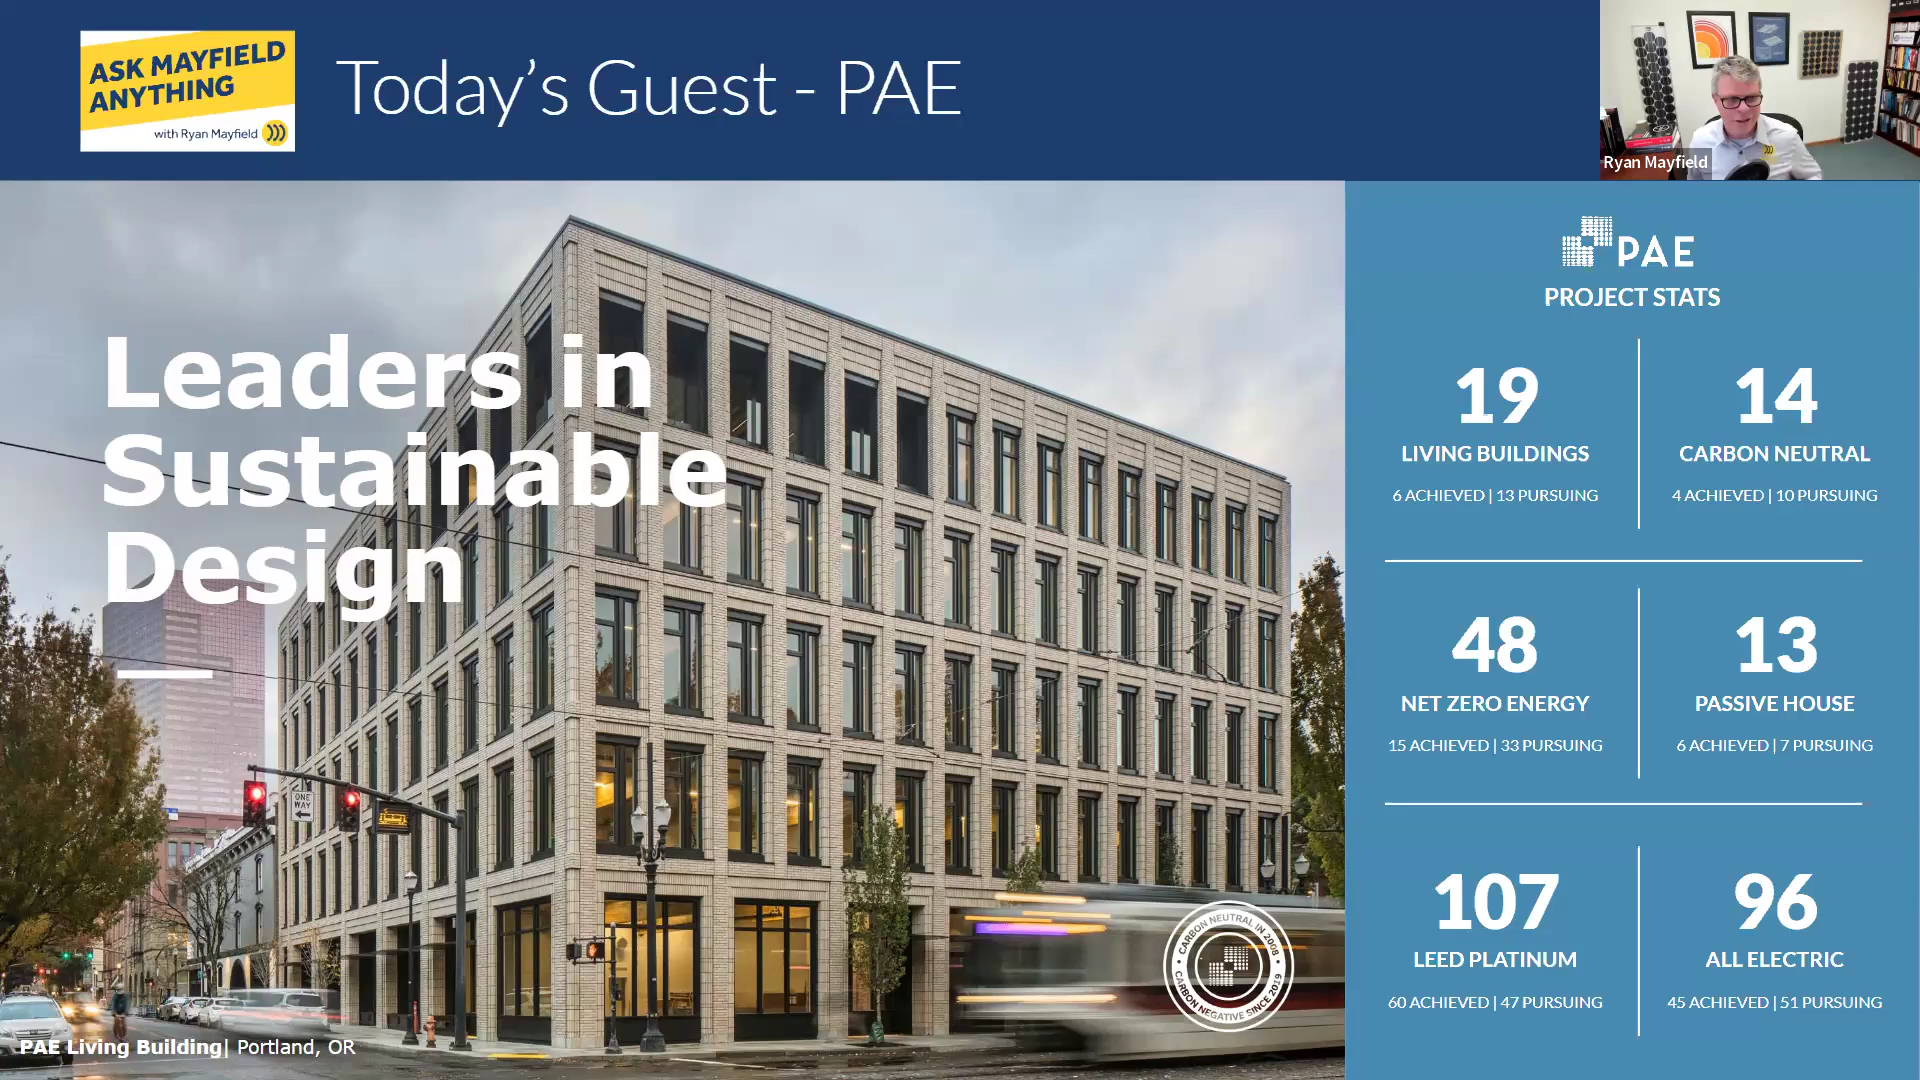 ASK MAYFIELD
ANYTHING
with Ryan Mayfield
Today's Guest - PAE
Ryan Mayfield
Leaders in
Sustainable
Design
ONE
WAY
CARBON NEUTRAL IN 2008
CARBON NEGATIVE SINCE 2019
PAE Living Building| Portland, OR
PAE
PROJECT STATS
19
LIVING BUILDINGS
6 ACHIEVED | 13 PURSUING
14
CARBON NEUTRAL
4 ACHIEVED | 10 PURSUING
48
NET ZERO ENERGY
15 ACHIEVED | 33 PURSUING
13
PASSIVE HOUSE
6 ACHIEVED | 7 PURSUING
107
LEED PLATINUM
60 ACHIEVED | 47 PURSUING
96
ALL ELECTRIC
45 ACHIEVED | 51 PURSUING